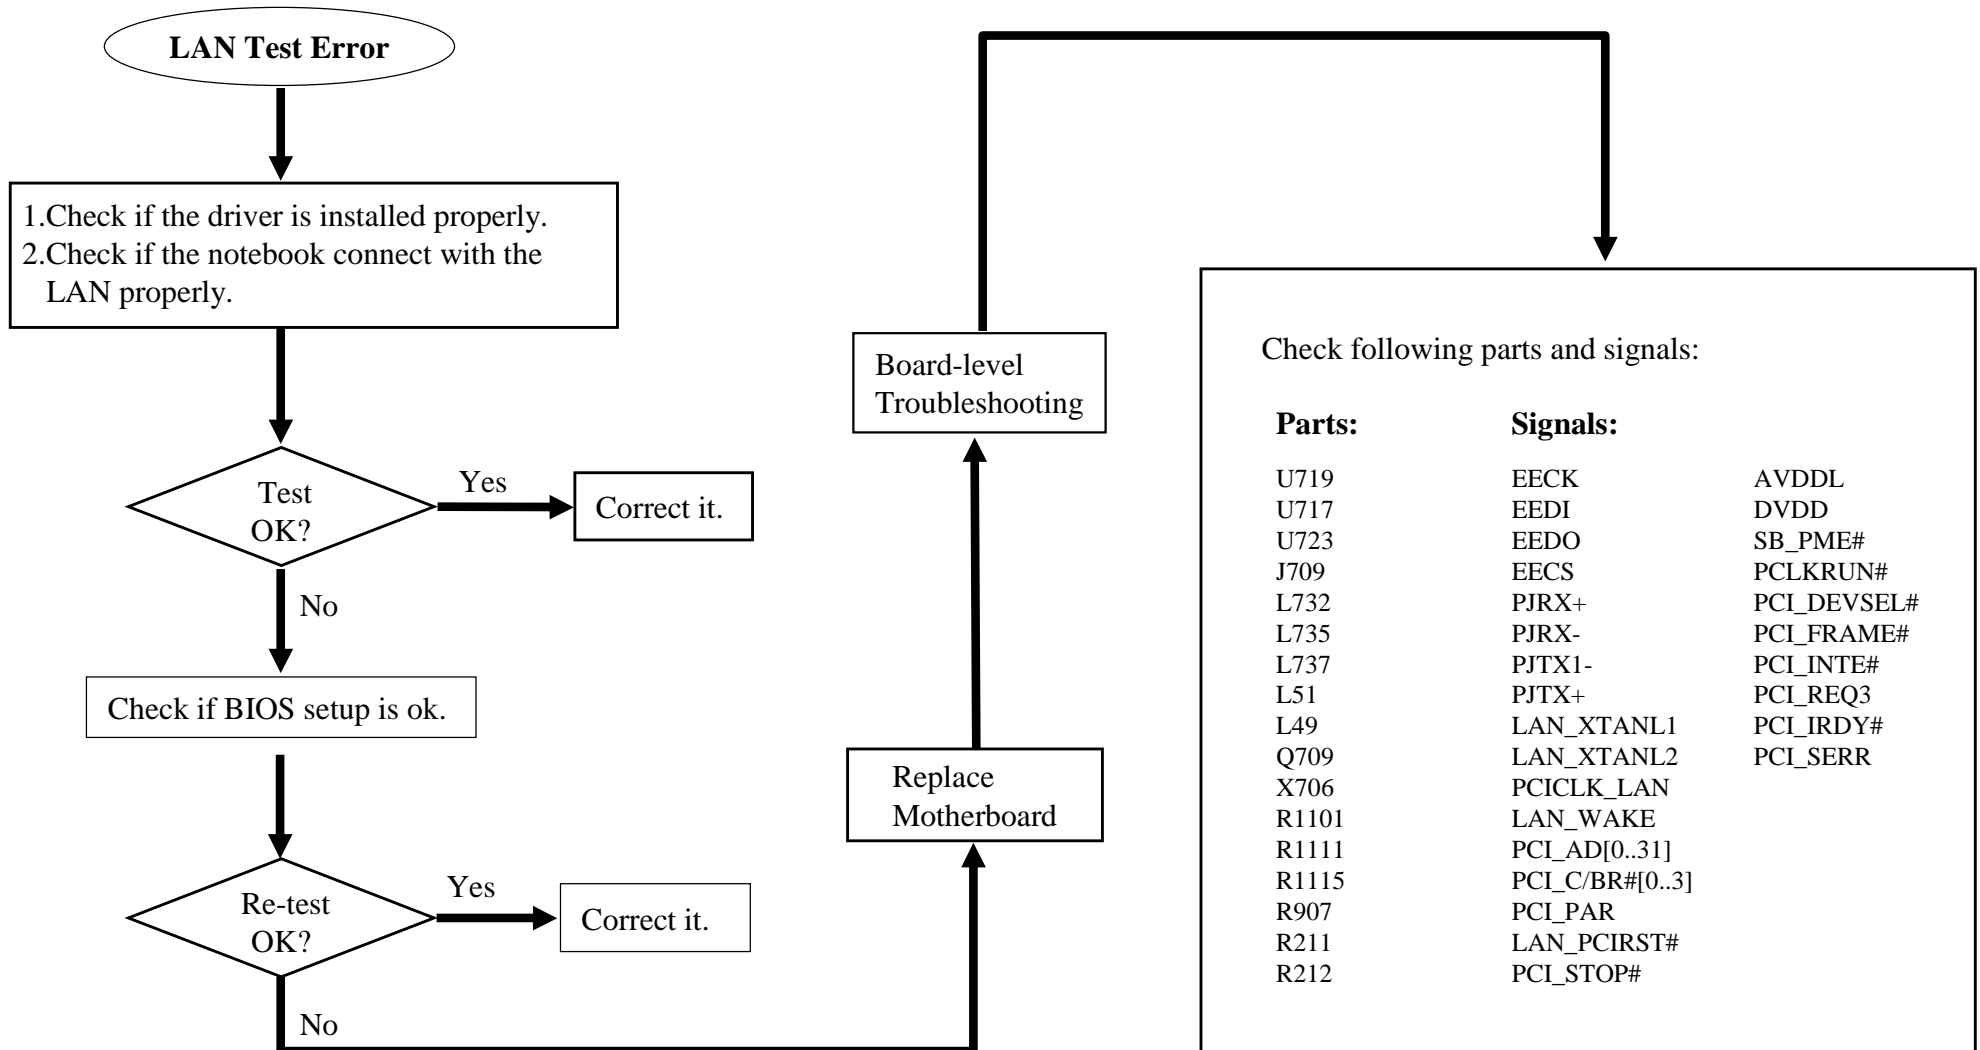 LAN Test Error
1.Check if the driver is installed properly.
2.Check if the notebook connect with the
LAN properly.
Test
OK?
Yes
Correct it.
No
Check if BIOS setup is ok.
Re-test
OK?
Yes
Correct it.
No
Replace
Motherboard
Board-level
Troubleshooting
Check following parts and signals:
Parts: Signals:
U719 EECK AVDDL
U717 EEDI DVDD
U723 EEDO SB_PME#
J709 EECS PCLKRUN#
L732 PJRX+ PCI_DEVSEL#
L735 PJRX- PCI_FRAME#
L737 PJTX1- PCI_INTE#
L51 PJTX+ PCI_REQ3
L49 LAN_XTANL1 PCI_IRDY#
Q709 LAN_XTANL2 PCI_SERR
X706 PCICLK_LAN
R1101 LAN_WAKE
R1111 PCI_AD[0..31]
R1115 PCI_C/BR#[0..3]
R907 PCI_PAR
R211 LAN_PCIRST#
R212 PCI_STOP#